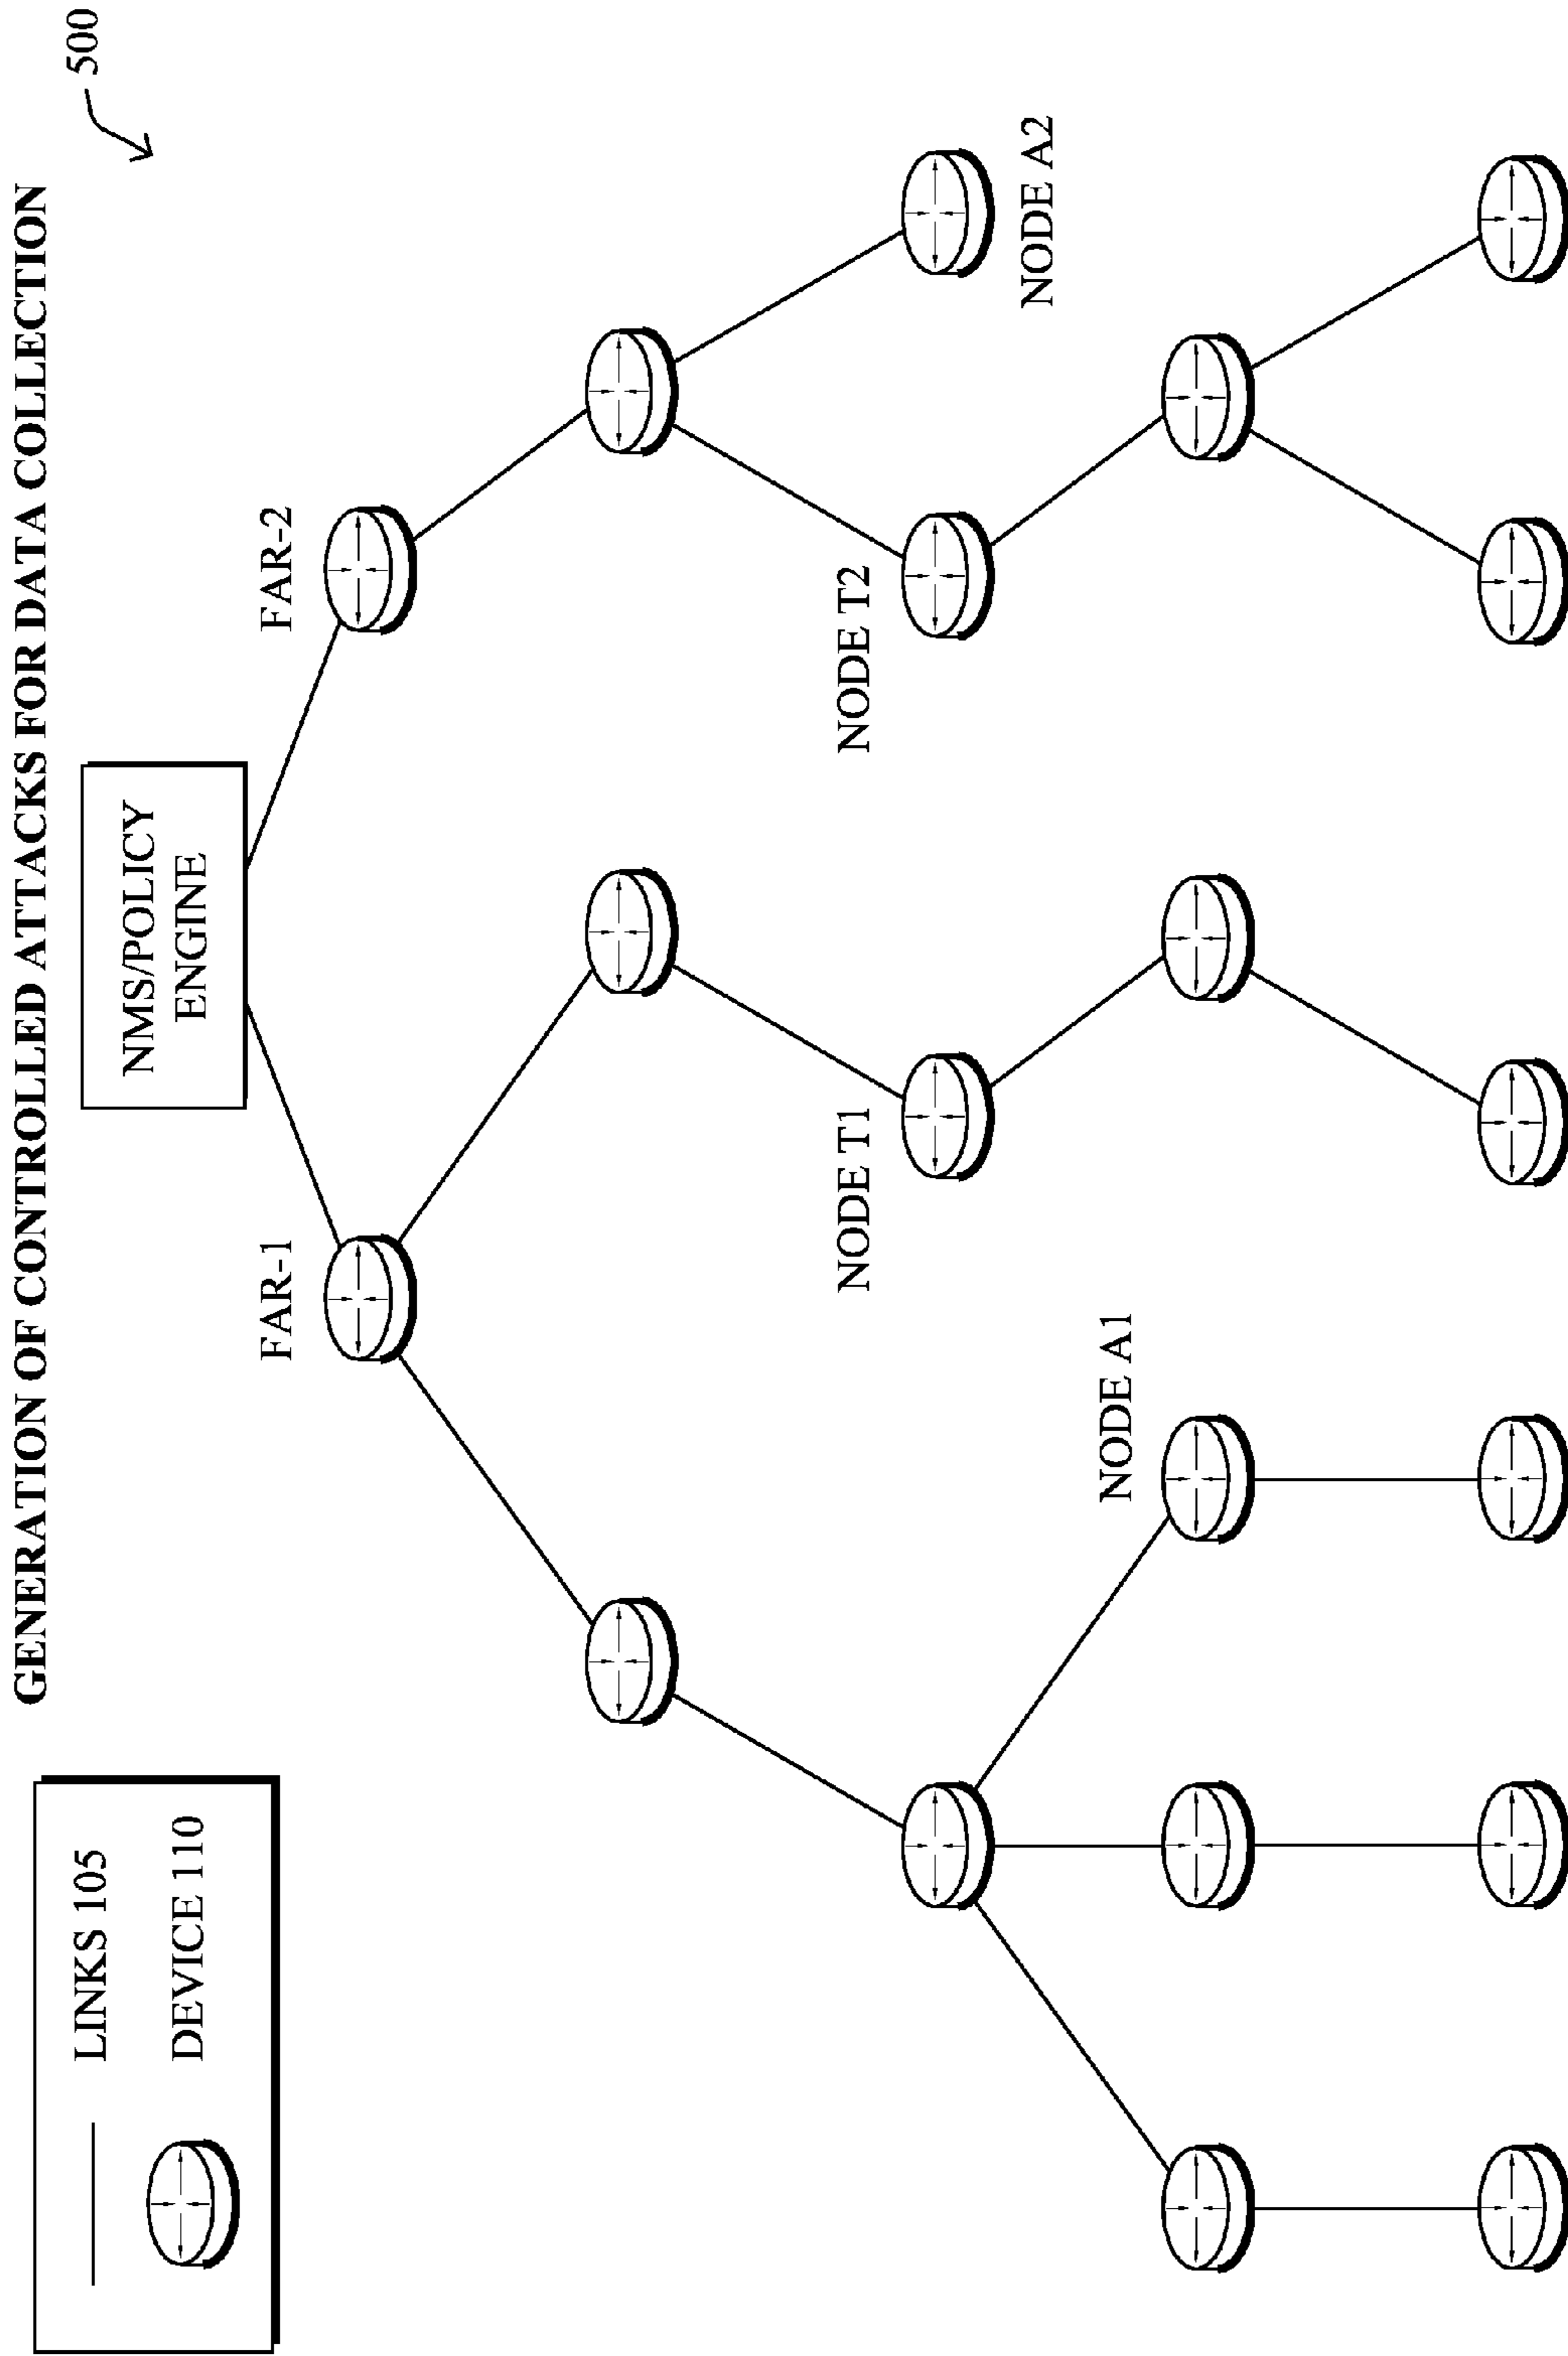 GENERATION OF CONTROLLED ATTACKS FOR DATA COLLECTION
500
LINKS 105
DEVICE 110
NMS/POLICY
ENGINE
FAR-1
FAR-2
NODE T1
NODE T2
NODE A1
NODE A2